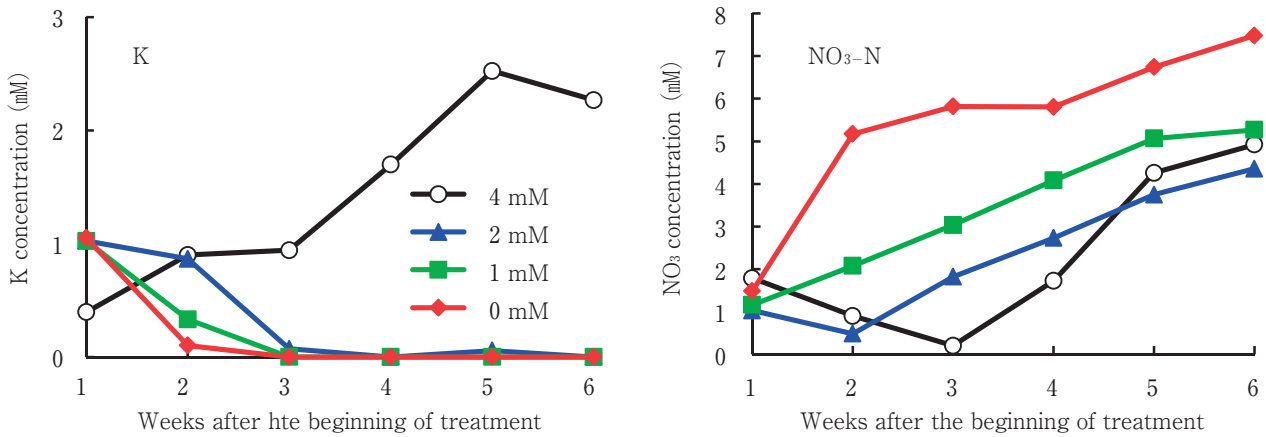 K
K concentration (mM)
3
2
1
0
4 mM
2 mM
1 mM
0 mM
1 2 3 4 5 6
Weeks after hte beginning of treatment
NO₃-N
NO₃ concentration (mM)
8
7
6
5
4
3
2
1
0
1 2 3 4 5 6
Weeks after the beginning of treatment